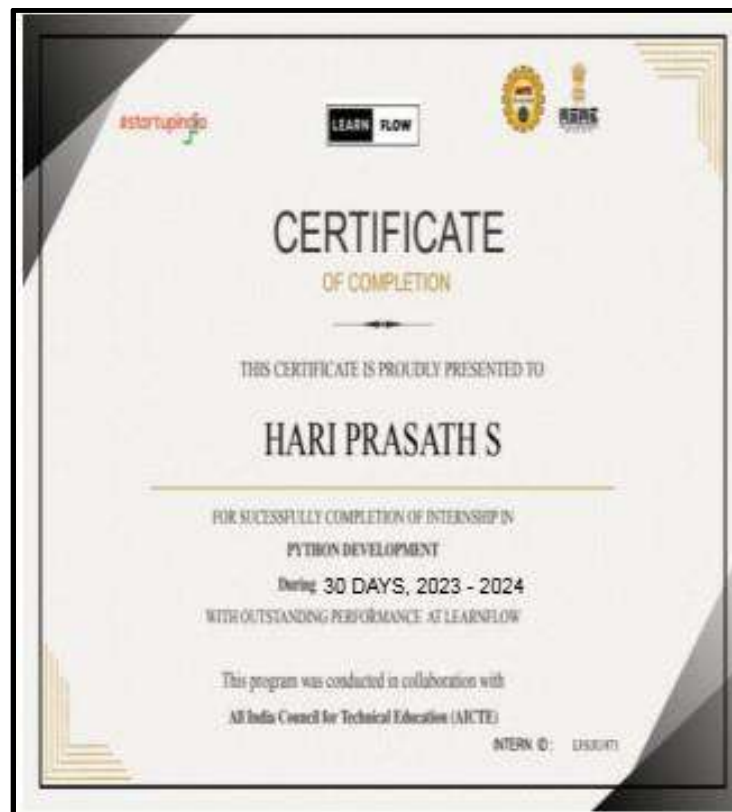 #startupindia
LEARN FLOW
CERTIFICATE
OF COMPLETION
THIS CERTIFICATE IS PROUDLY PRESENTED TO
HARI PRASATH S
FOR SUCESSFULLY COMPLETION OF INTERNSHIP IN
PYTHON DEVELOPMENT
During 30 DAYS, 2023 - 2024
WITH OUTSTANDING PERFORMANCE AT LEARNFLOW
This program was conducted in collaboration with
All India Council for Technical Education (AICTE)
INTERN ID :